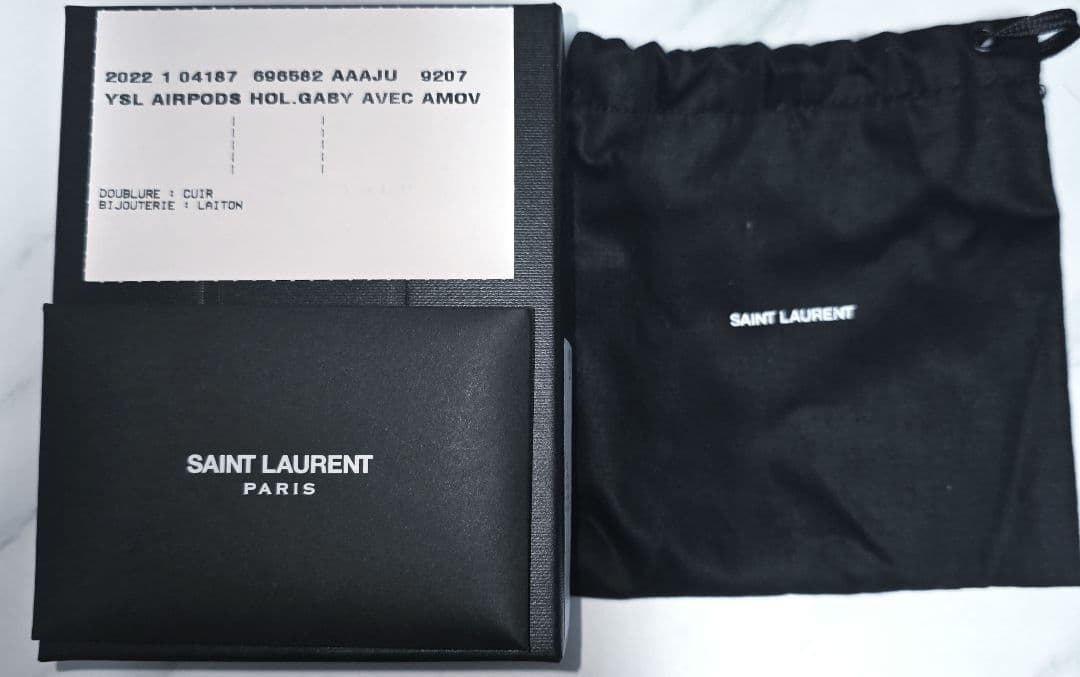 2022 1 04187 696582 AAAJU 9207
YSL AIRPODS HOL.GABY AVEC AMOV
DOUBLURE : CUIR
BIJOUTERIE : LAITON
SAINT LAURENT
PARIS
SAINT LAURENT